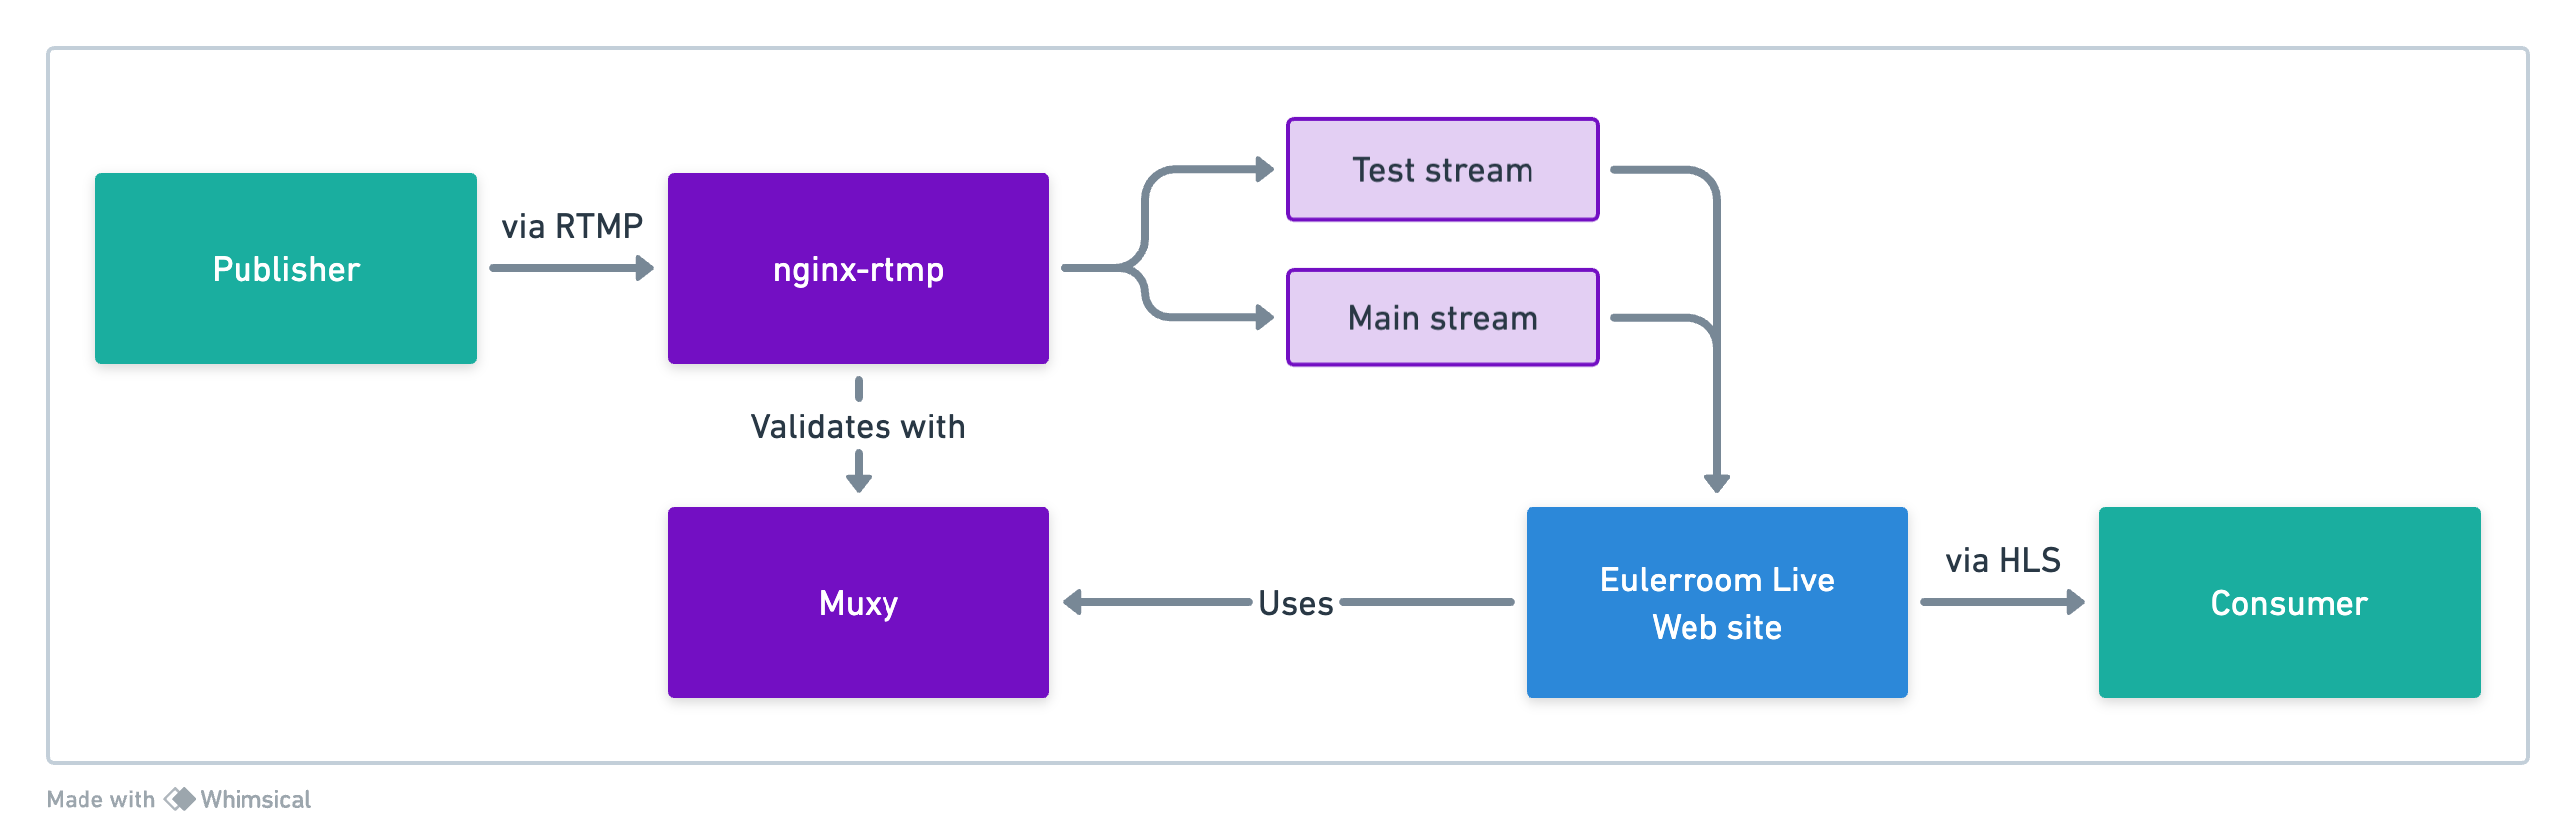 Test stream
via RTMP
Publisher
nginx-rtmp
Main stream
Validates with
Muxy
Uses
Eulerroom Live
Web site
via HLS
Consumer
Made with Whimsical